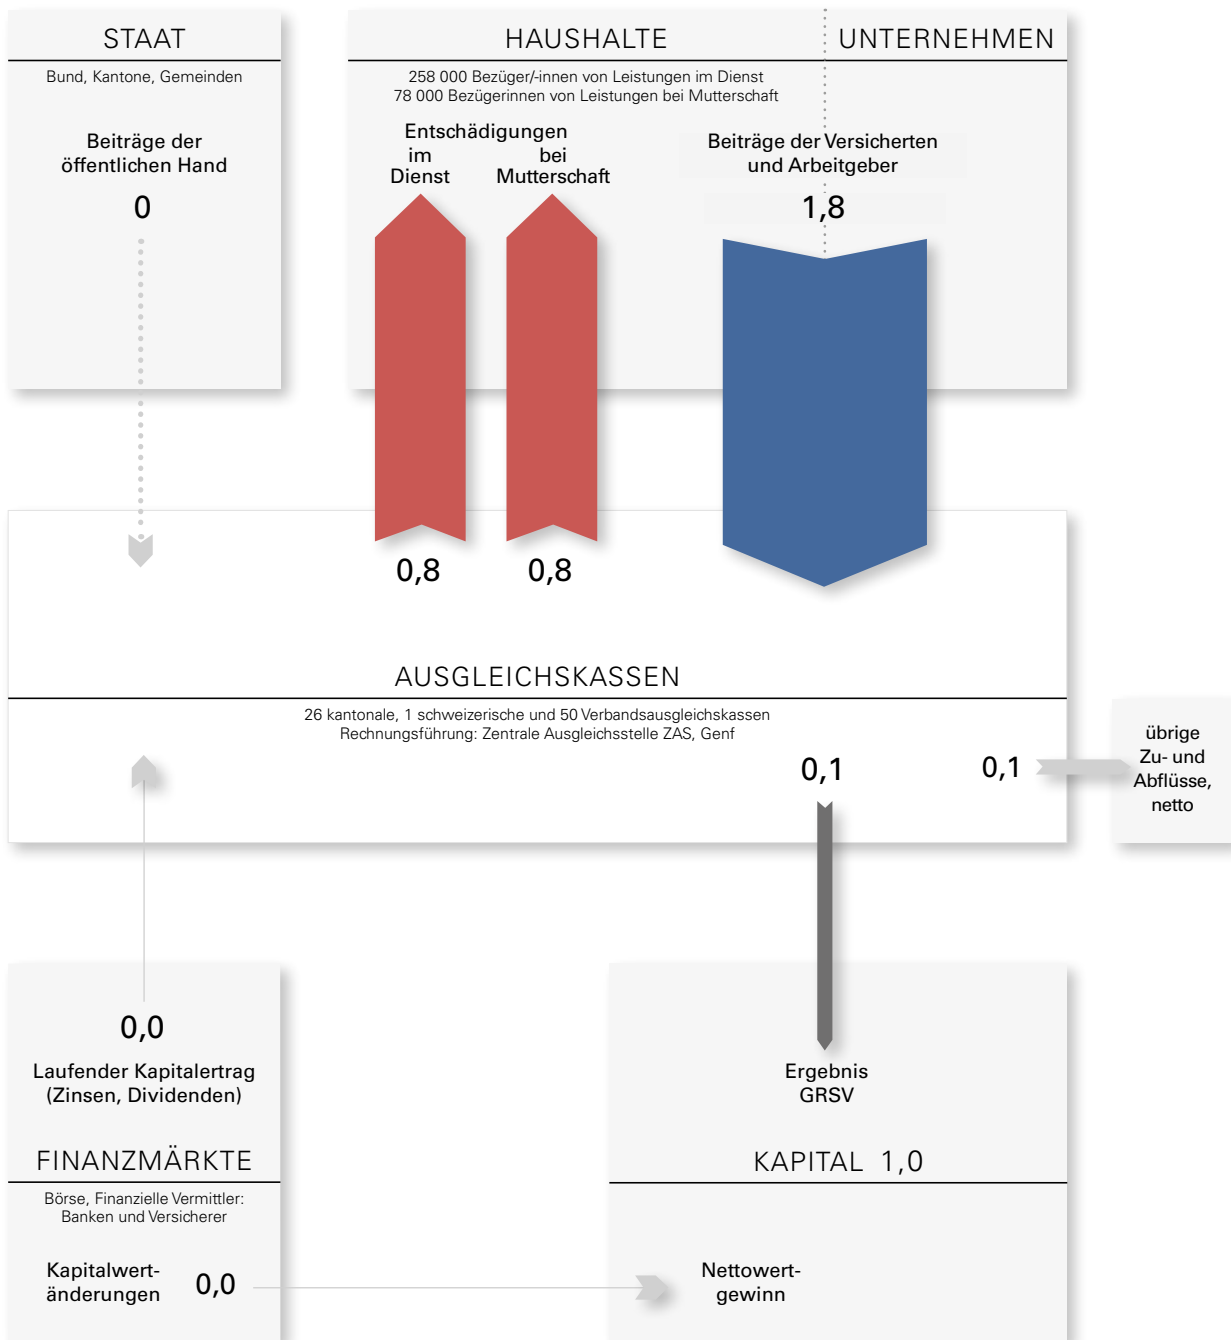 STAAT
Bund, Kantone, Gemeinden
Beiträge der
öffentlichen Hand
0
HAUSHALTE
UNTERNEHMEN
258 000 Bezüger/-innen von Leistungen im Dienst
78 000 Bezügerinnen von Leistungen bei Mutterschaft
Entschädigungen
im
Dienst
bei
Mutterschaft
Beiträge der Versicherten
und Arbeitgeber
1,8
0,8
0,8
AUSGLEICHSKASSEN
26 kantonale, 1 schweizerische und 50 Verbandsausgleichskassen
Rechnungsführung: Zentrale Ausgleichsstelle ZAS, Genf
0,1
0,1
übrige
Zu- und
Abflüsse,
netto
0,0
Laufender Kapitalertrag
(Zinsen, Dividenden)
FINANZMÄRKTE
Börse, Finanzielle Vermittler:
Banken und Versicherer
Kapitalwert-
änderungen
0,0
Ergebnis
GRSV
KAPITAL 1,0
Nettowert-
gewinn